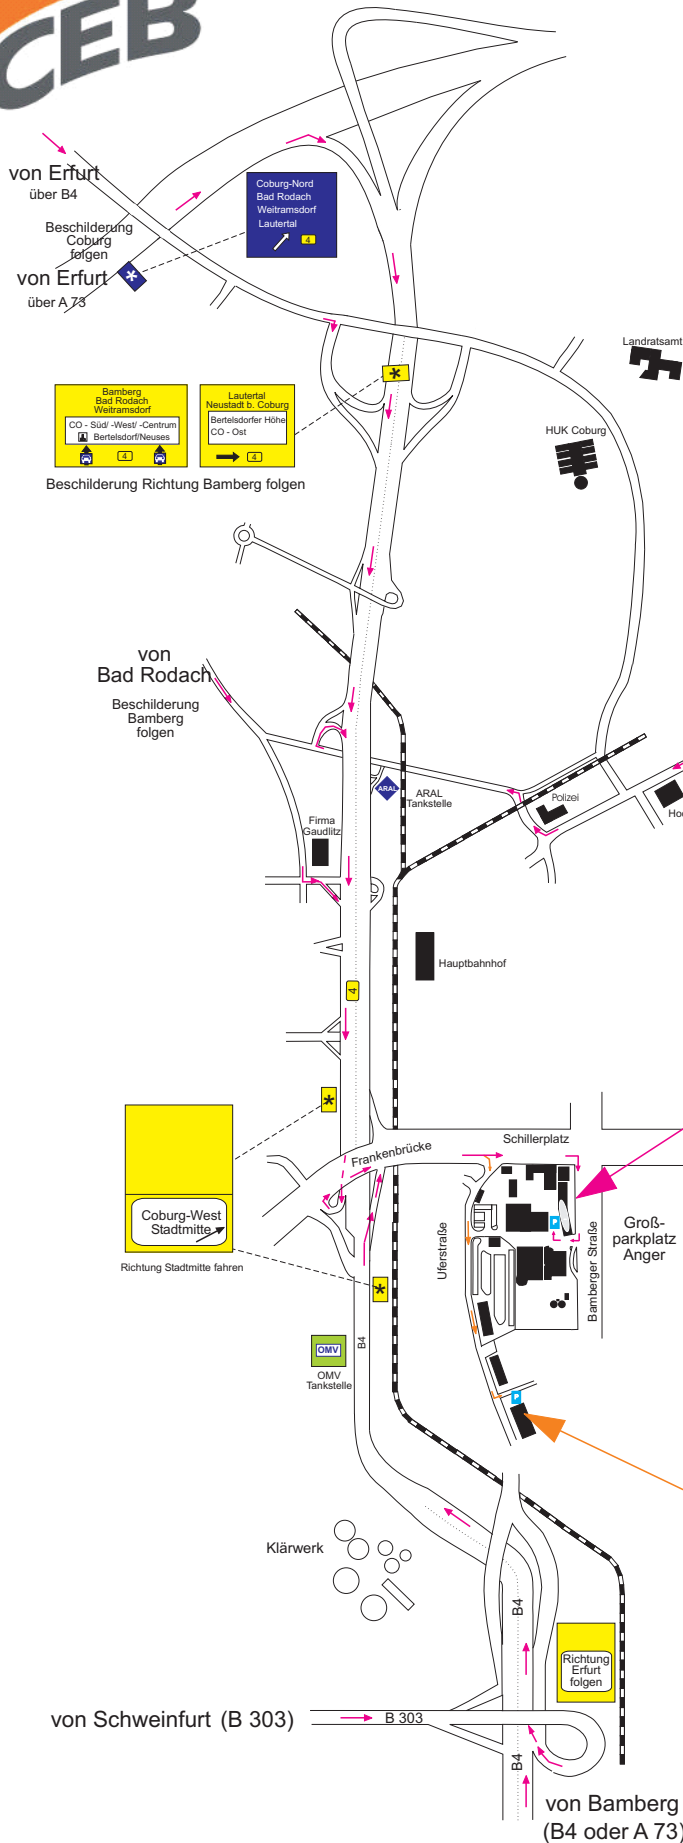 CEB
von Erfurt
über B4
Beschilderung
Coburg
folgen
von Erfurt
über A 73
Coburg-Nord
Bad Rodach
Weitramsdorf
Lautertal
4
Landratsamt
HUK Coburg
Bamberg
Bad Rodach
Weitramsdorf
CO - Süd/ -West/ -Centrum
Bertelsdorf/Neuses
4
Lautertal
Neustadt b. Coburg
Bertelsdorfer Höhe
CO - Ost
4
Beschilderung Richtung Bamberg folgen
von
Bad Rodach
Beschilderung
Bamberg
folgen
ARAL
ARAL
Tankstelle
Polizei
Hoc
Firma
Gaudlitz
Hauptbahnhof
4
Schillerplatz
Frankenbrücke
Coburg-West
Stadtmitte
Richtung Stadtmitte fahren
Uferstraße
P
Bamberger Straße
Groß-
parkplatz
Anger
B4
OMV
OMV
Tankstelle
P
Klärwerk
B4
Richtung
Erfurt
folgen
von Schweinfurt (B 303)
B 303
B4
von Bamberg
(B4 oder A 73)